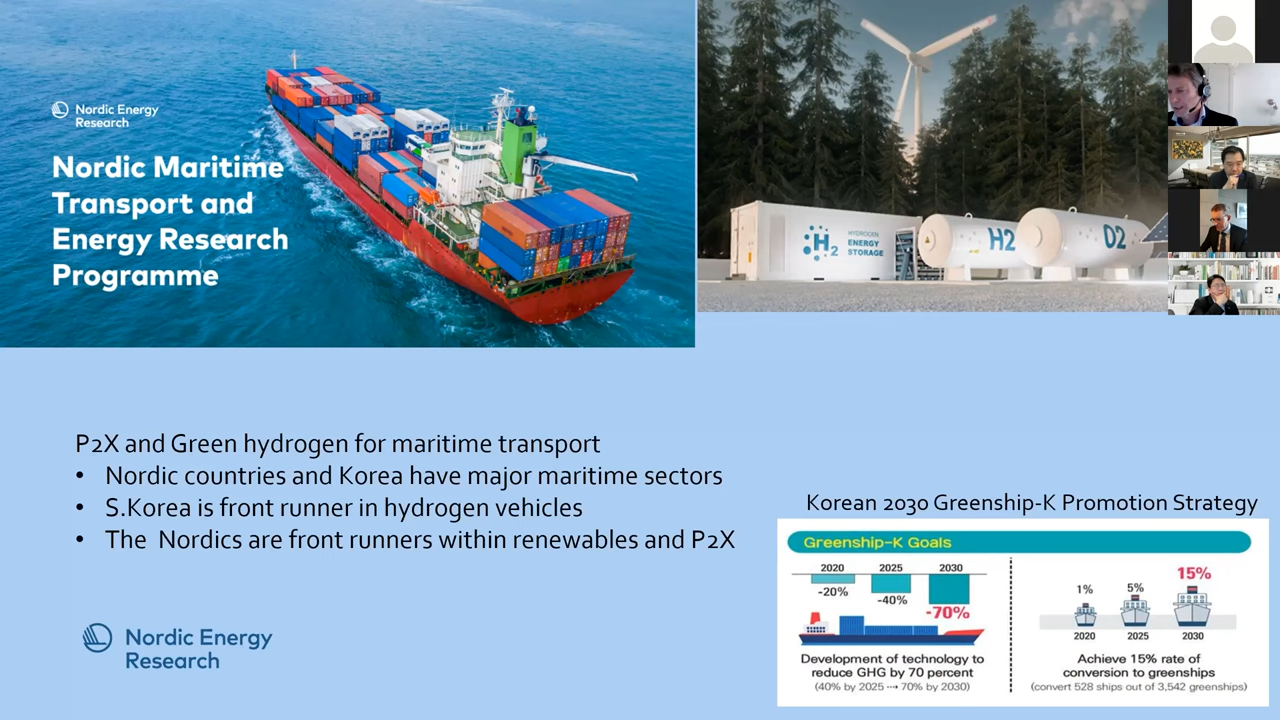 Nordic Energy
Research
Nordic Maritime
Transport and
Energy Research
Programme
H2
HYDROGEN
ENERGY
STORAGE
H2
O2
P2X and Green hydrogen for maritime transport
• Nordic countries and Korea have major maritime sectors
• S.Korea is front runner in hydrogen vehicles
• The Nordics are front runners within renewables and P2X
Nordic Energy
Research
Korean 2030 Greenship-K Promotion Strategy
Greenship-K Goals
2020 2025 2030
-20% -40% -70%
Development of technology to
reduce GHG by 70 percent
(40% by 2025 ---→ 70% by 2030)
1% 5% 15%
2020 2025 2030
Achieve 15% rate of
conversion to greenships
(convert 528 ships out of 3,542 greenships)